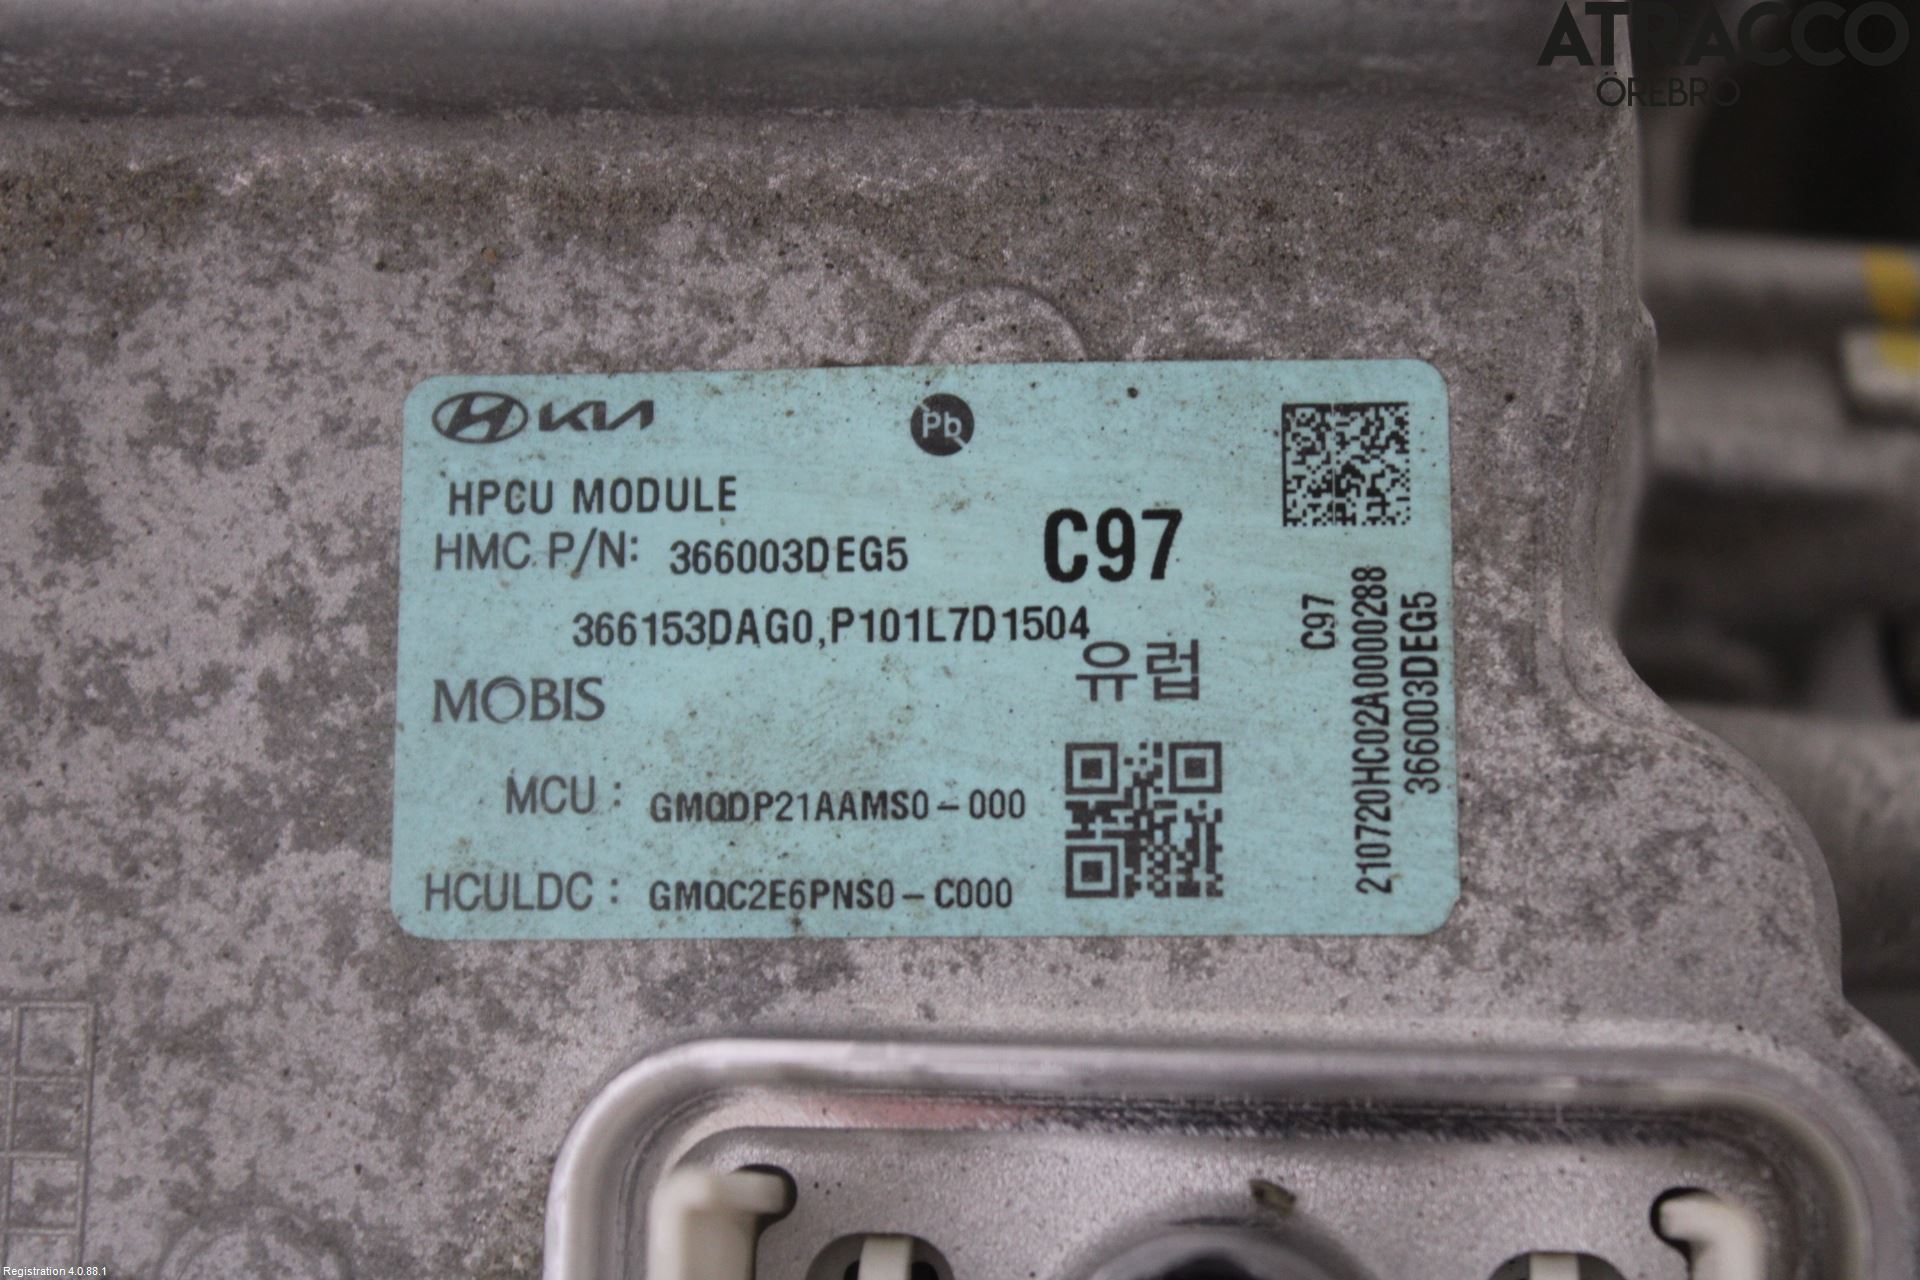 ATRACCO
ÖREBRO
KIA
Pb
HPCU MODULE
HMC P/N: 366003DEG5
C97
366153DAG0,P101L7D1504
유럽
MOBIS
MCU : GMQDP21AAMS0-000
HCULDC : GMQC2E6PNS0-C000
C97
210720HC02A0000288
366003DEG5
Registration 4.0.88.1